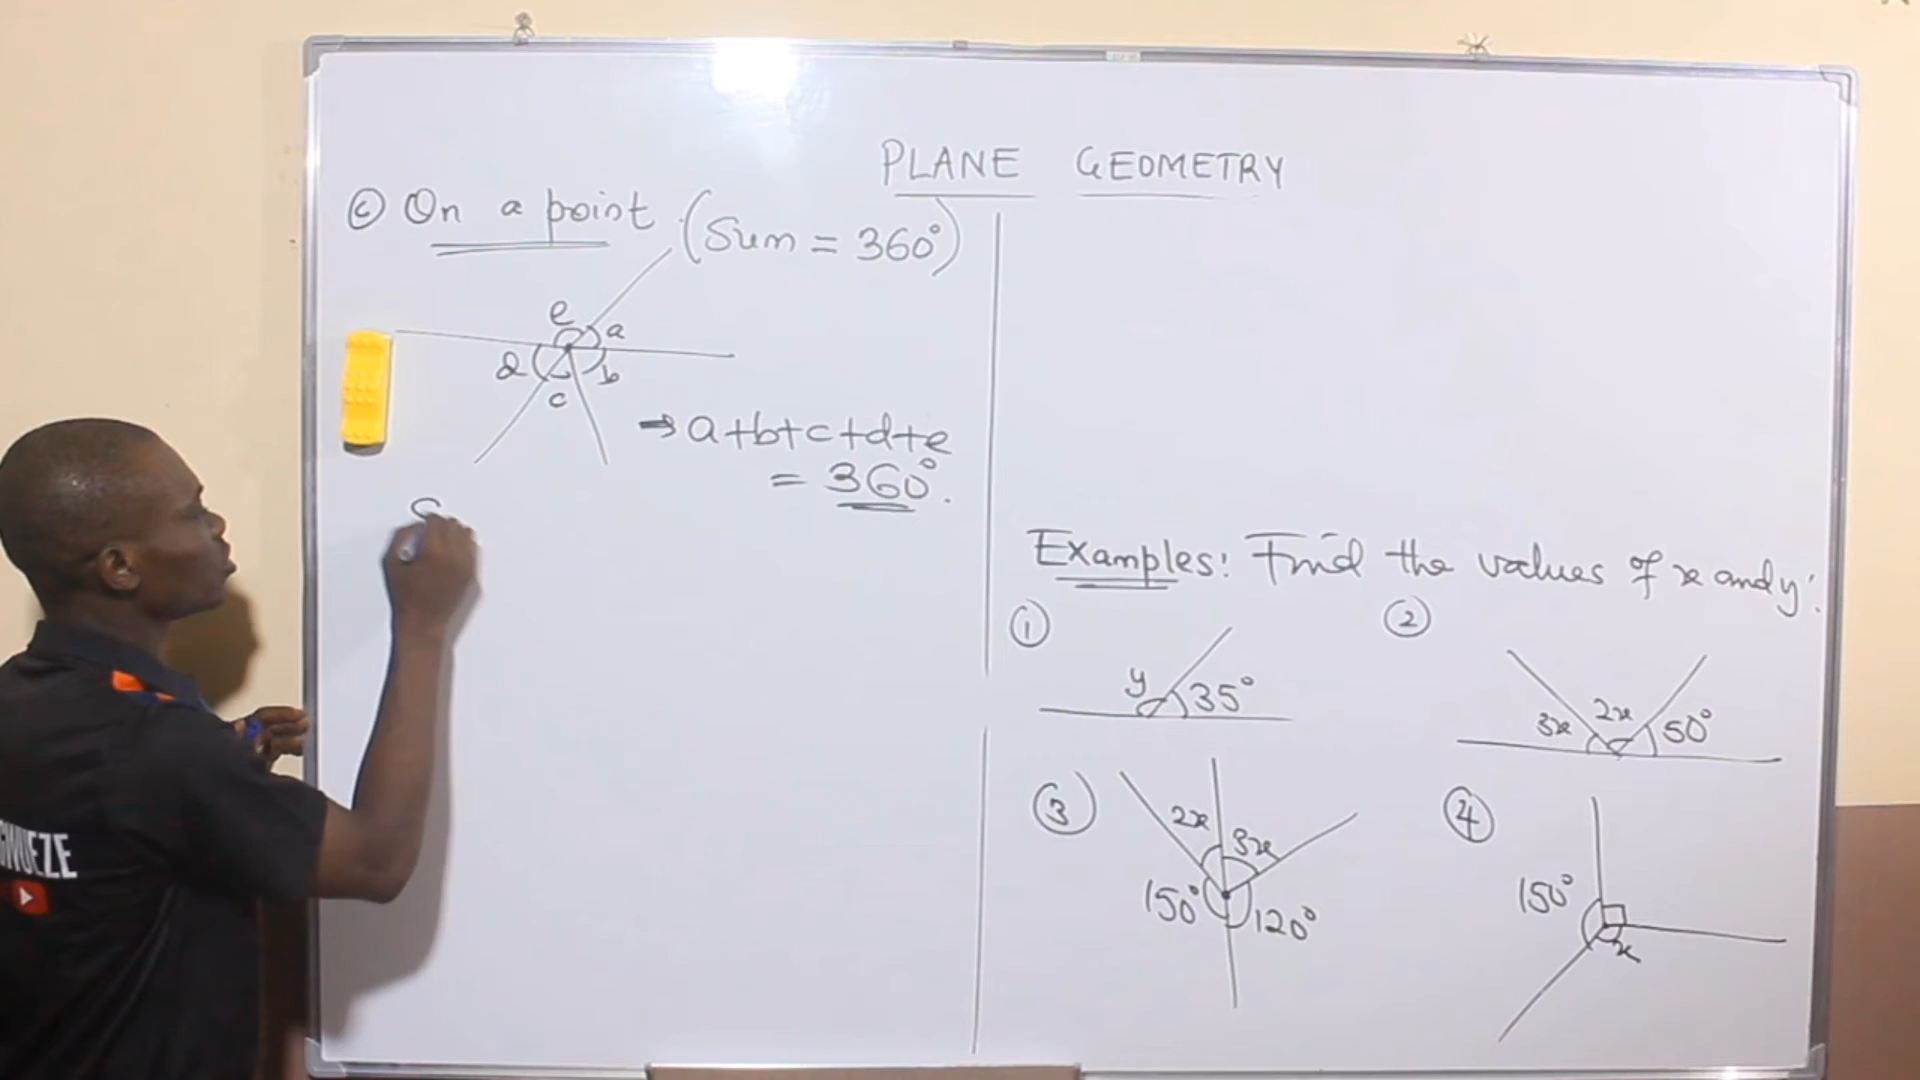 PLANE GEOMETRY
(c) On a point (Sum = 360°)
e
a
d
b
c
→ a+b+c+d+e
= 360°.
S
Examples: Find the values of x and y:
① ②
y 35°
3x 2x 50°
③ ④
2x 3x
150° 120°
150°
x
GWUEZE